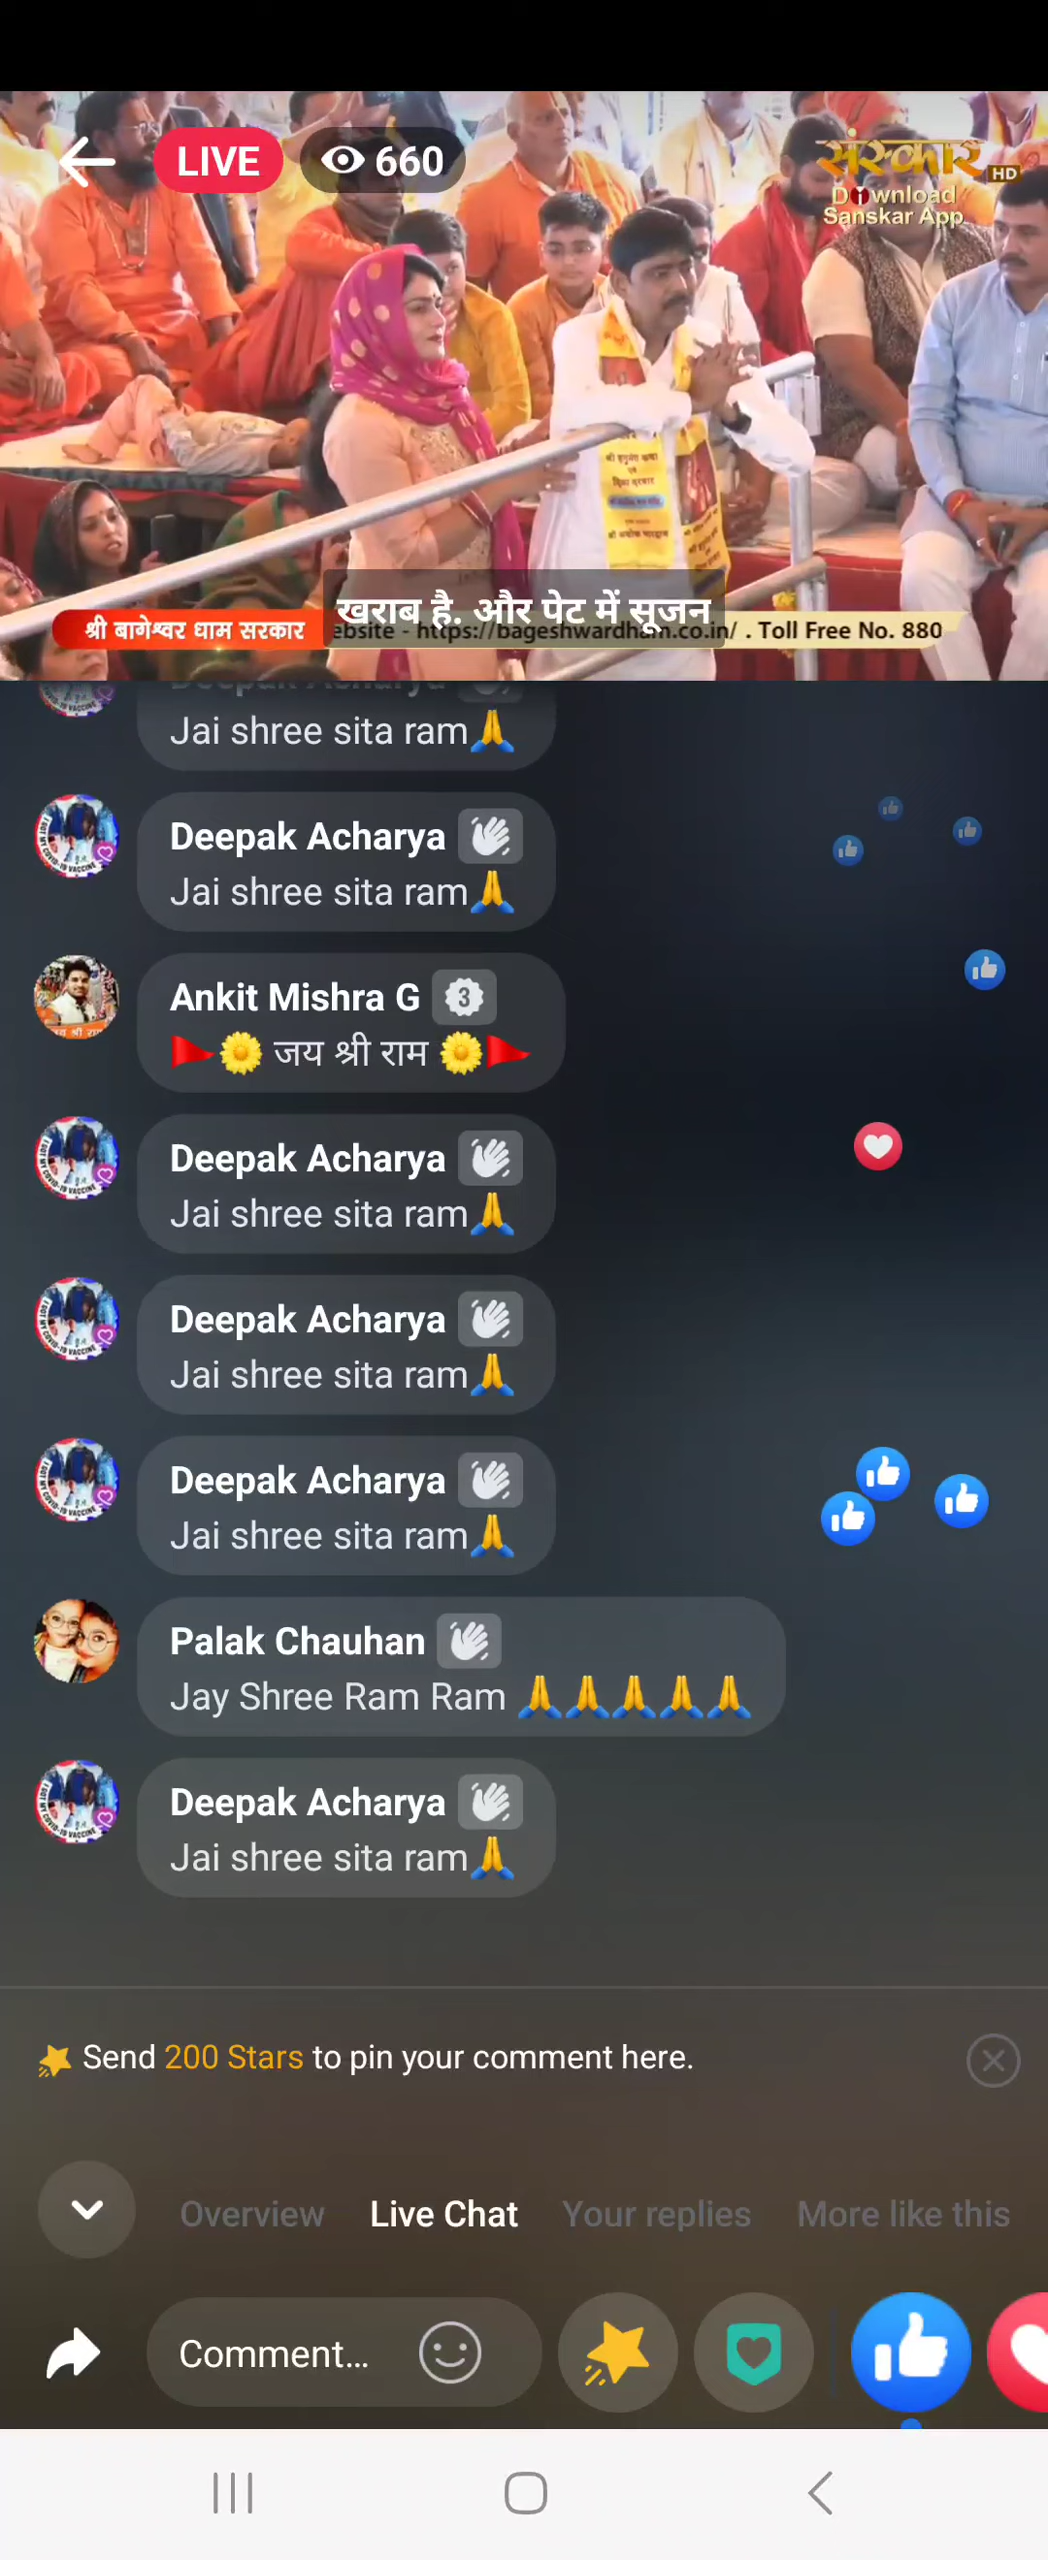 LIVE
660
संस्कार
HD
Download
Sanskar App
खराब है. और पेट में सूजन
श्री बागेश्वर धाम सरकार
ebsite - https://bageshwardham.co.in/ . Toll Free No. 880
Deepak Acharya
Jai shree sita ram🙏
Deepak Acharya
Jai shree sita ram🙏
Ankit Mishra G 3
🚩🌼 जय श्री राम 🌼🚩
Deepak Acharya
Jai shree sita ram🙏
Deepak Acharya
Jai shree sita ram🙏
Deepak Acharya
Jai shree sita ram🙏
Palak Chauhan
Jay Shree Ram Ram 🙏🙏🙏🙏🙏
Deepak Acharya
Jai shree sita ram🙏
Send 200 Stars to pin your comment here.
Overview Live Chat Your replies More like this
Comment...